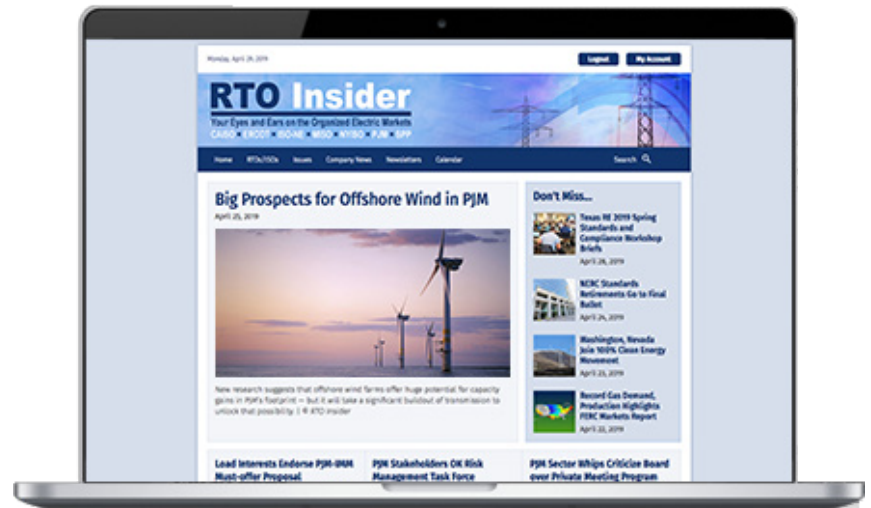 Monday, April 29, 2019
Logout
My Account
RTO Insider
Your Eyes and Ears on the Organized Electric Markets
CAISO ERCOT ISO-NE MISO NYISO PJM SPP
Home RTOs/ISOs Issues Company News Newsletters Calendar Search
Big Prospects for Offshore Wind in PJM
April 25, 2019
New research suggests that offshore wind farms offer huge potential for capacity
gains in PJM's footprint — but it will take a significant buildout of transmission to
unlock that possibility. | © RTO Insider
Don't Miss...
Texas RE 2019 Spring
Standards and
Compliance Workshop
Briefs
April 28, 2019
NERC Standards
Retirements Go to Final
Ballot
April 24, 2019
Washington, Nevada
Join 100% Clean Energy
Movement
April 23, 2019
Record Gas Demand,
Production Highlights
FERC Markets Report
April 22, 2019
Load Interests Endorse PJM-IMM
Must-offer Proposal
PJM Stakeholders OK Risk
Management Task Force
PJM Sector Whips Criticize Board
over Private Meeting Program